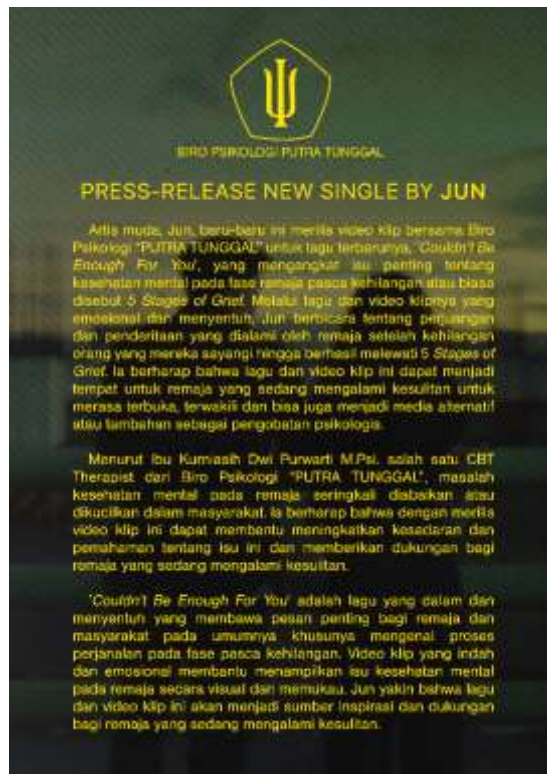 BIRO PSIKOLOGI PUTRA TUNGGAL
PRESS-RELEASE NEW SINGLE BY JUN
Artis muda, Jun, baru-baru ini merilis video klip bersama Biro
Psikologi "PUTRA TUNGGAL" untuk lagu terbarunya, 'Couldn't Be
Enough For You', yang mengangkat isu penting tentang
kesehatan mental pada fase remaja pasca kehilangan atau biasa
disebut 5 Stages of Grief. Melalui lagu dan video klipnya yang
emosional dan menyentuh, Jun berbicara tentang perjuangan
dan penderitaan yang dialami oleh remaja setelah kehilangan
orang yang mereka sayangi hingga berhasil melewati 5 Stages of
Grief. Ia berharap bahwa lagu dan video klip ini dapat menjadi
tempat untuk remaja yang sedang mengalami kesulitan untuk
merasa terbuka, terwakili dan bisa juga menjadi media alternatif
atau tambahan sebagai pengobatan psikologis.
Menurut Ibu Kurniasih Dwi Purwarti M.Psi, salah satu CBT
Therapist dari Biro Psikologi "PUTRA TUNGGAL", masalah
kesehatan mental pada remaja seringkali diabaikan atau
dikucilkan dalam masyarakat. Ia berharap bahwa dengan merilis
video klip ini dapat membantu meningkatkan kesadaran dan
pemahaman tentang isu ini dan memberikan dukungan bagi
remaja yang sedang mengalami kesulitan.
'Couldn't Be Enough For You' adalah lagu yang dalam dan
menyentuh yang membawa pesan penting bagi remaja dan
masyarakat pada umumnya khusunya mengenai proses
perjanalan pada fase pasca kehilangan. Video klip yang indah
dan emosional membantu menampilkan isu kesehatan mental
pada remaja secara visual dan memukau. Jun yakin bahwa lagu
dan video klip ini akan menjadi sumber inspirasi dan dukungan
bagi remaja yang sedang mengalami kesulitan.